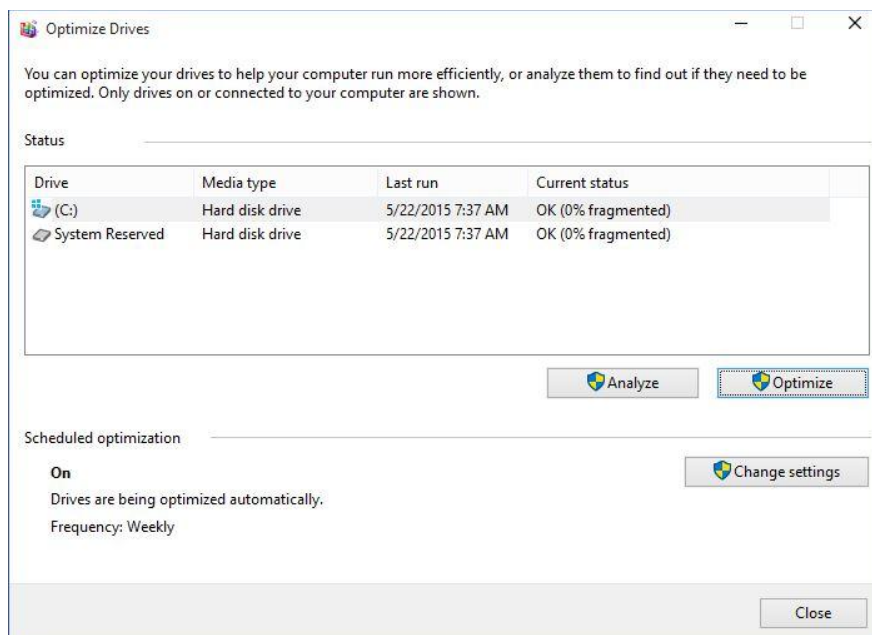 Optimize Drives
You can optimize your drives to help your computer run more efficiently, or analyze them to find out if they need to be
optimized. Only drives on or connected to your computer are shown.
Status
Drive Media type Last run Current status
(C:) Hard disk drive 5/22/2015 7:37 AM OK (0% fragmented)
System Reserved Hard disk drive 5/22/2015 7:37 AM OK (0% fragmented)
Analyze Optimize
Scheduled optimization
On Change settings
Drives are being optimized automatically.
Frequency: Weekly
Close